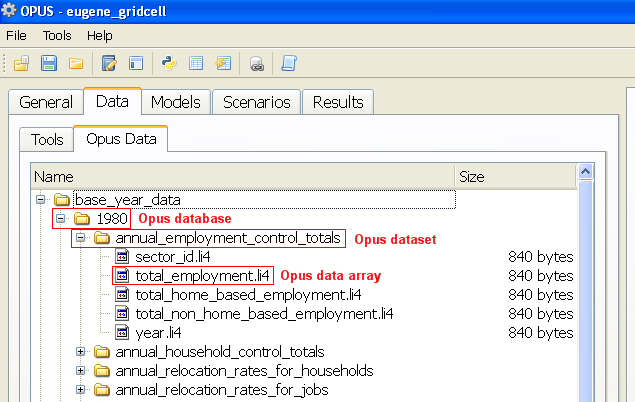 OPUS - eugene_gridcell
File Tools Help
General Data Models Scenarios Results
Tools Opus Data
Name Size
base_year_data
1980 Opus database
annual_employment_control_totals Opus dataset
sector_id.li4 840 bytes
total_employment.li4 Opus data array 840 bytes
total_home_based_employment.li4 840 bytes
total_non_home_based_employment.li4 840 bytes
year.li4 840 bytes
annual_household_control_totals
annual_relocation_rates_for_households
annual_relocation_rates_for_jobs